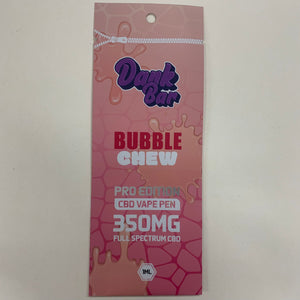 Dank
Bar
BUBBLE
CHEW
PRO EDITION
CBD VAPE PEN
350MG
FULL SPECTRUM CBD
1ML